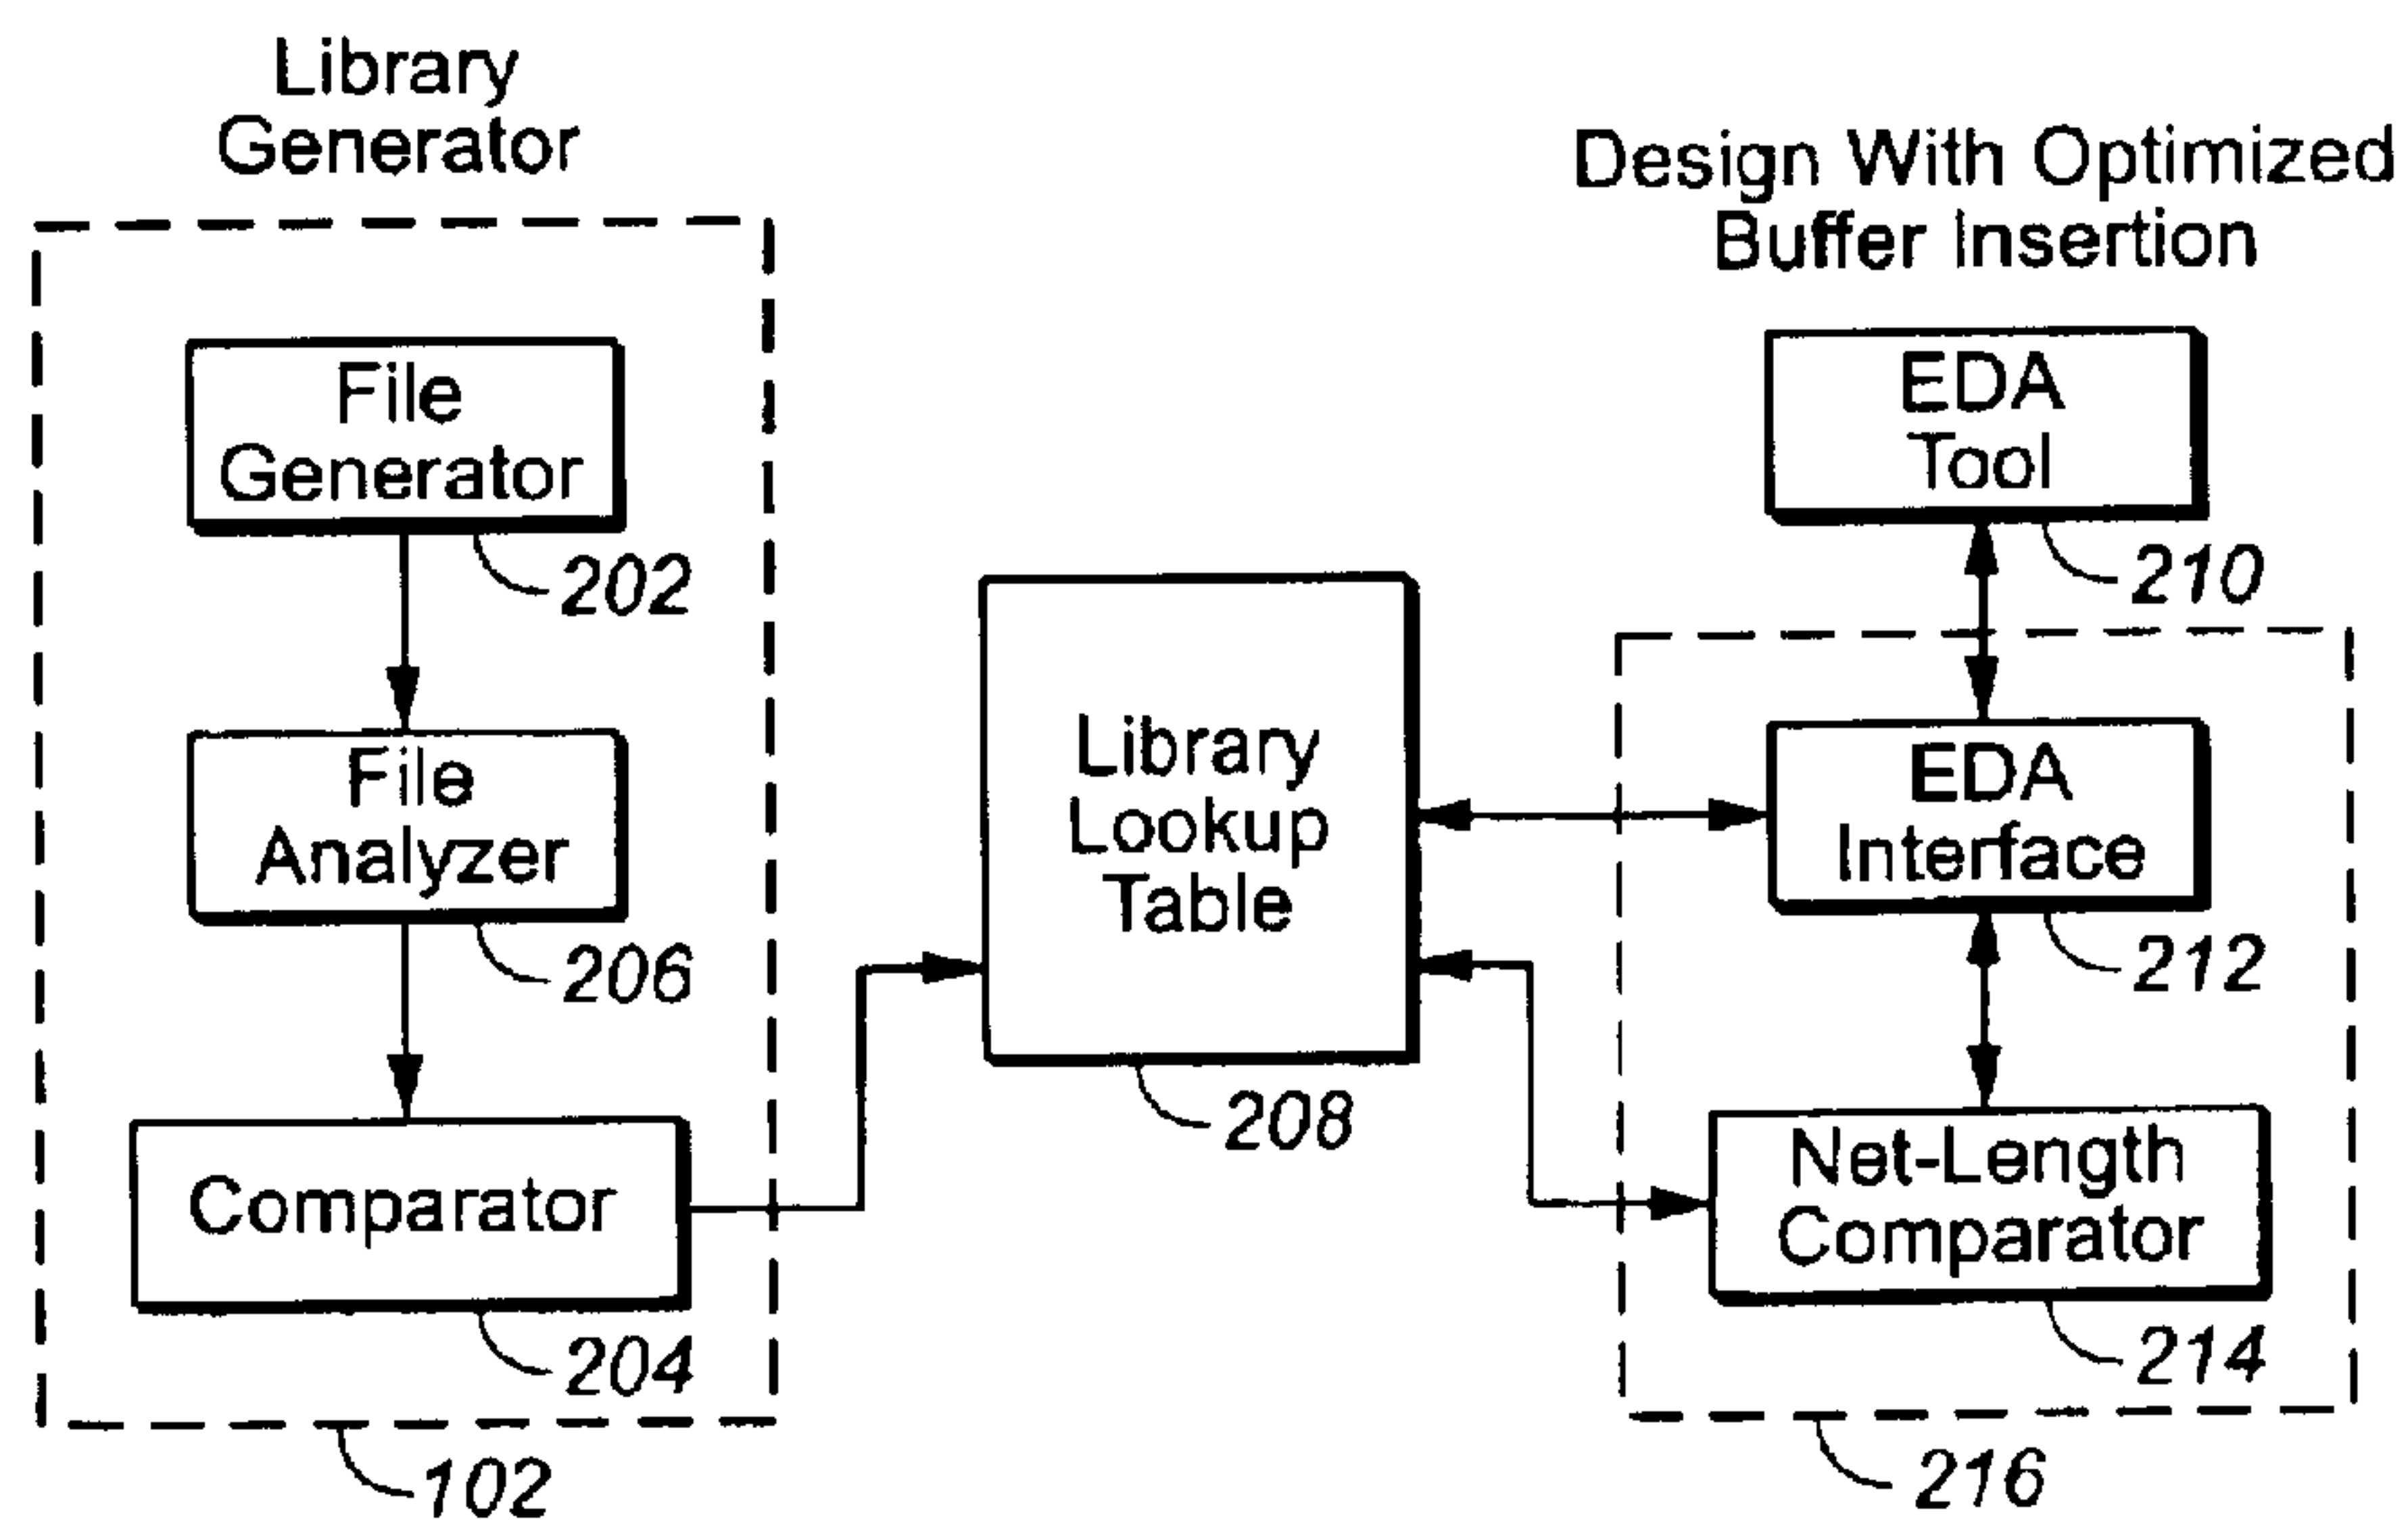 Library
Generator
File
Generator
202
File
Analyzer
206
Comparator
204
102
Library
Lookup
Table
208
Design With Optimized
Buffer Insertion
EDA
Tool
210
EDA
Interface
212
Net-Length
Comparator
214
216